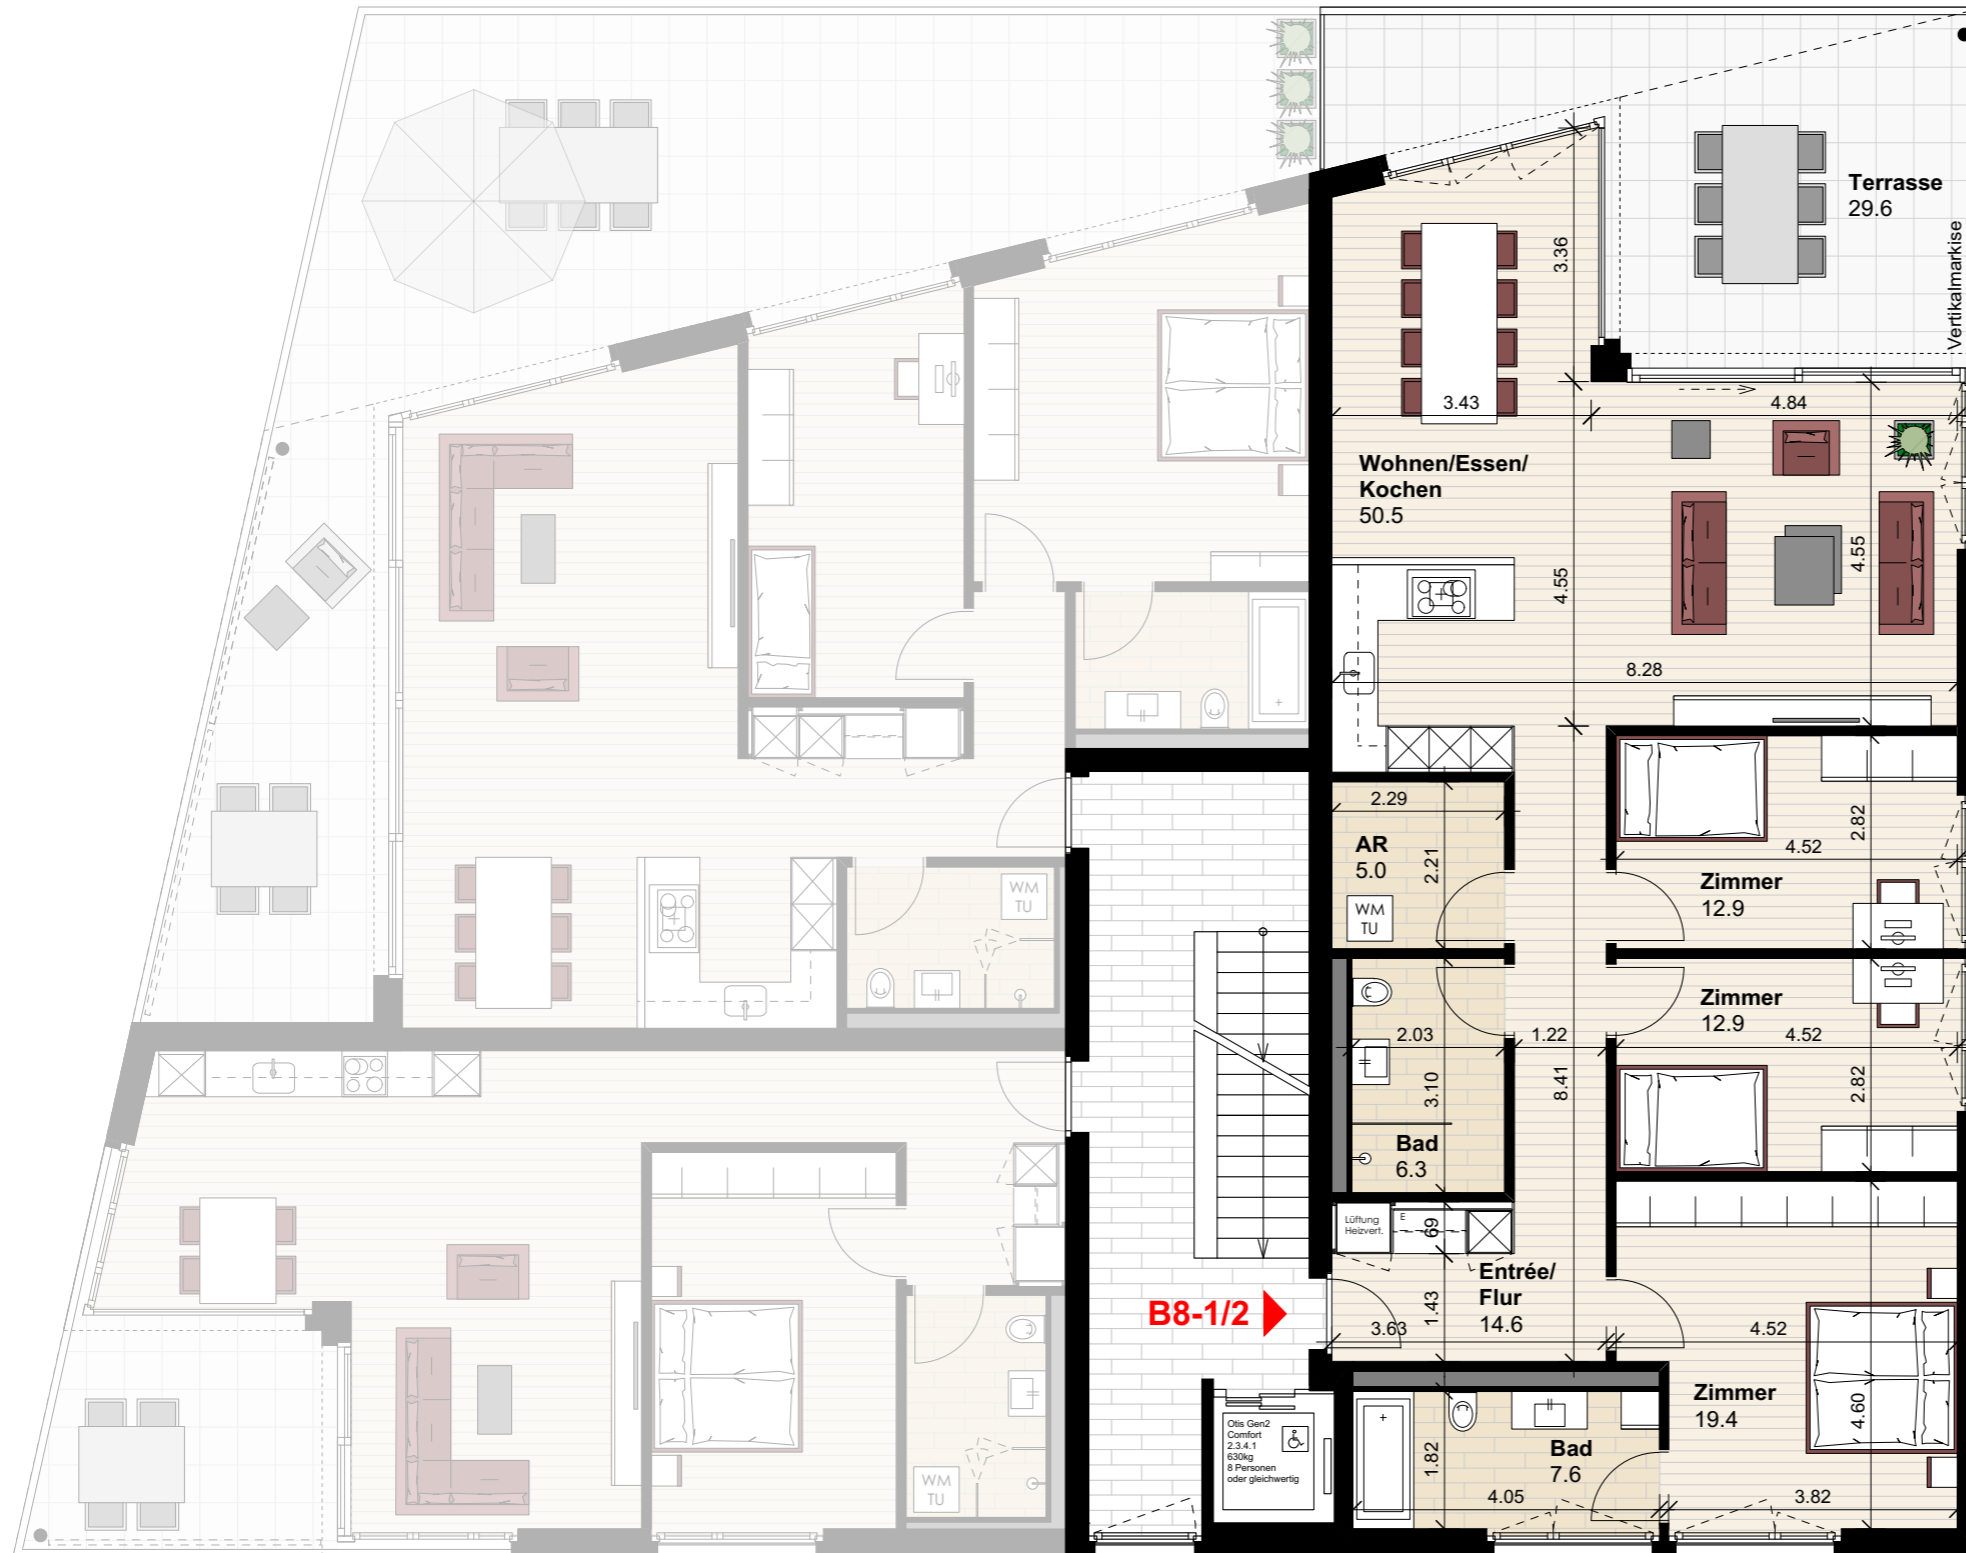 Terrasse
29.6
Vertikalmarkise
3.36
3.43
4.84
Wohnen/Essen/
Kochen
50.5
4.55
4.55
8.28
2.29
AR
5.0
2.21
WM
TU
2.82
4.52
Zimmer
12.9
WM
TU
Zimmer
12.9
2.03
1.22
4.52
3.10
8.41
2.82
Bad
6.3
Lüftung
Heizvert.
E
69
Entrée/
Flur
14.6
1.43
3.63
4.52
B8-1/2
Zimmer
19.4
4.60
Otis Gen2
Comfort
2.3.4.1
630kg
8 Personen
oder gleichwertig
Bad
7.6
1.82
4.05
3.82
WM
TU